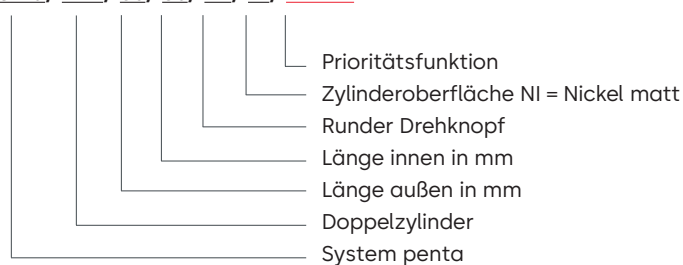 Prioritätsfunktion
Zylinderoberfläche NI = Nickel matt
Runder Drehknopf
Länge innen in mm
Länge außen in mm
Doppelzylinder
System penta